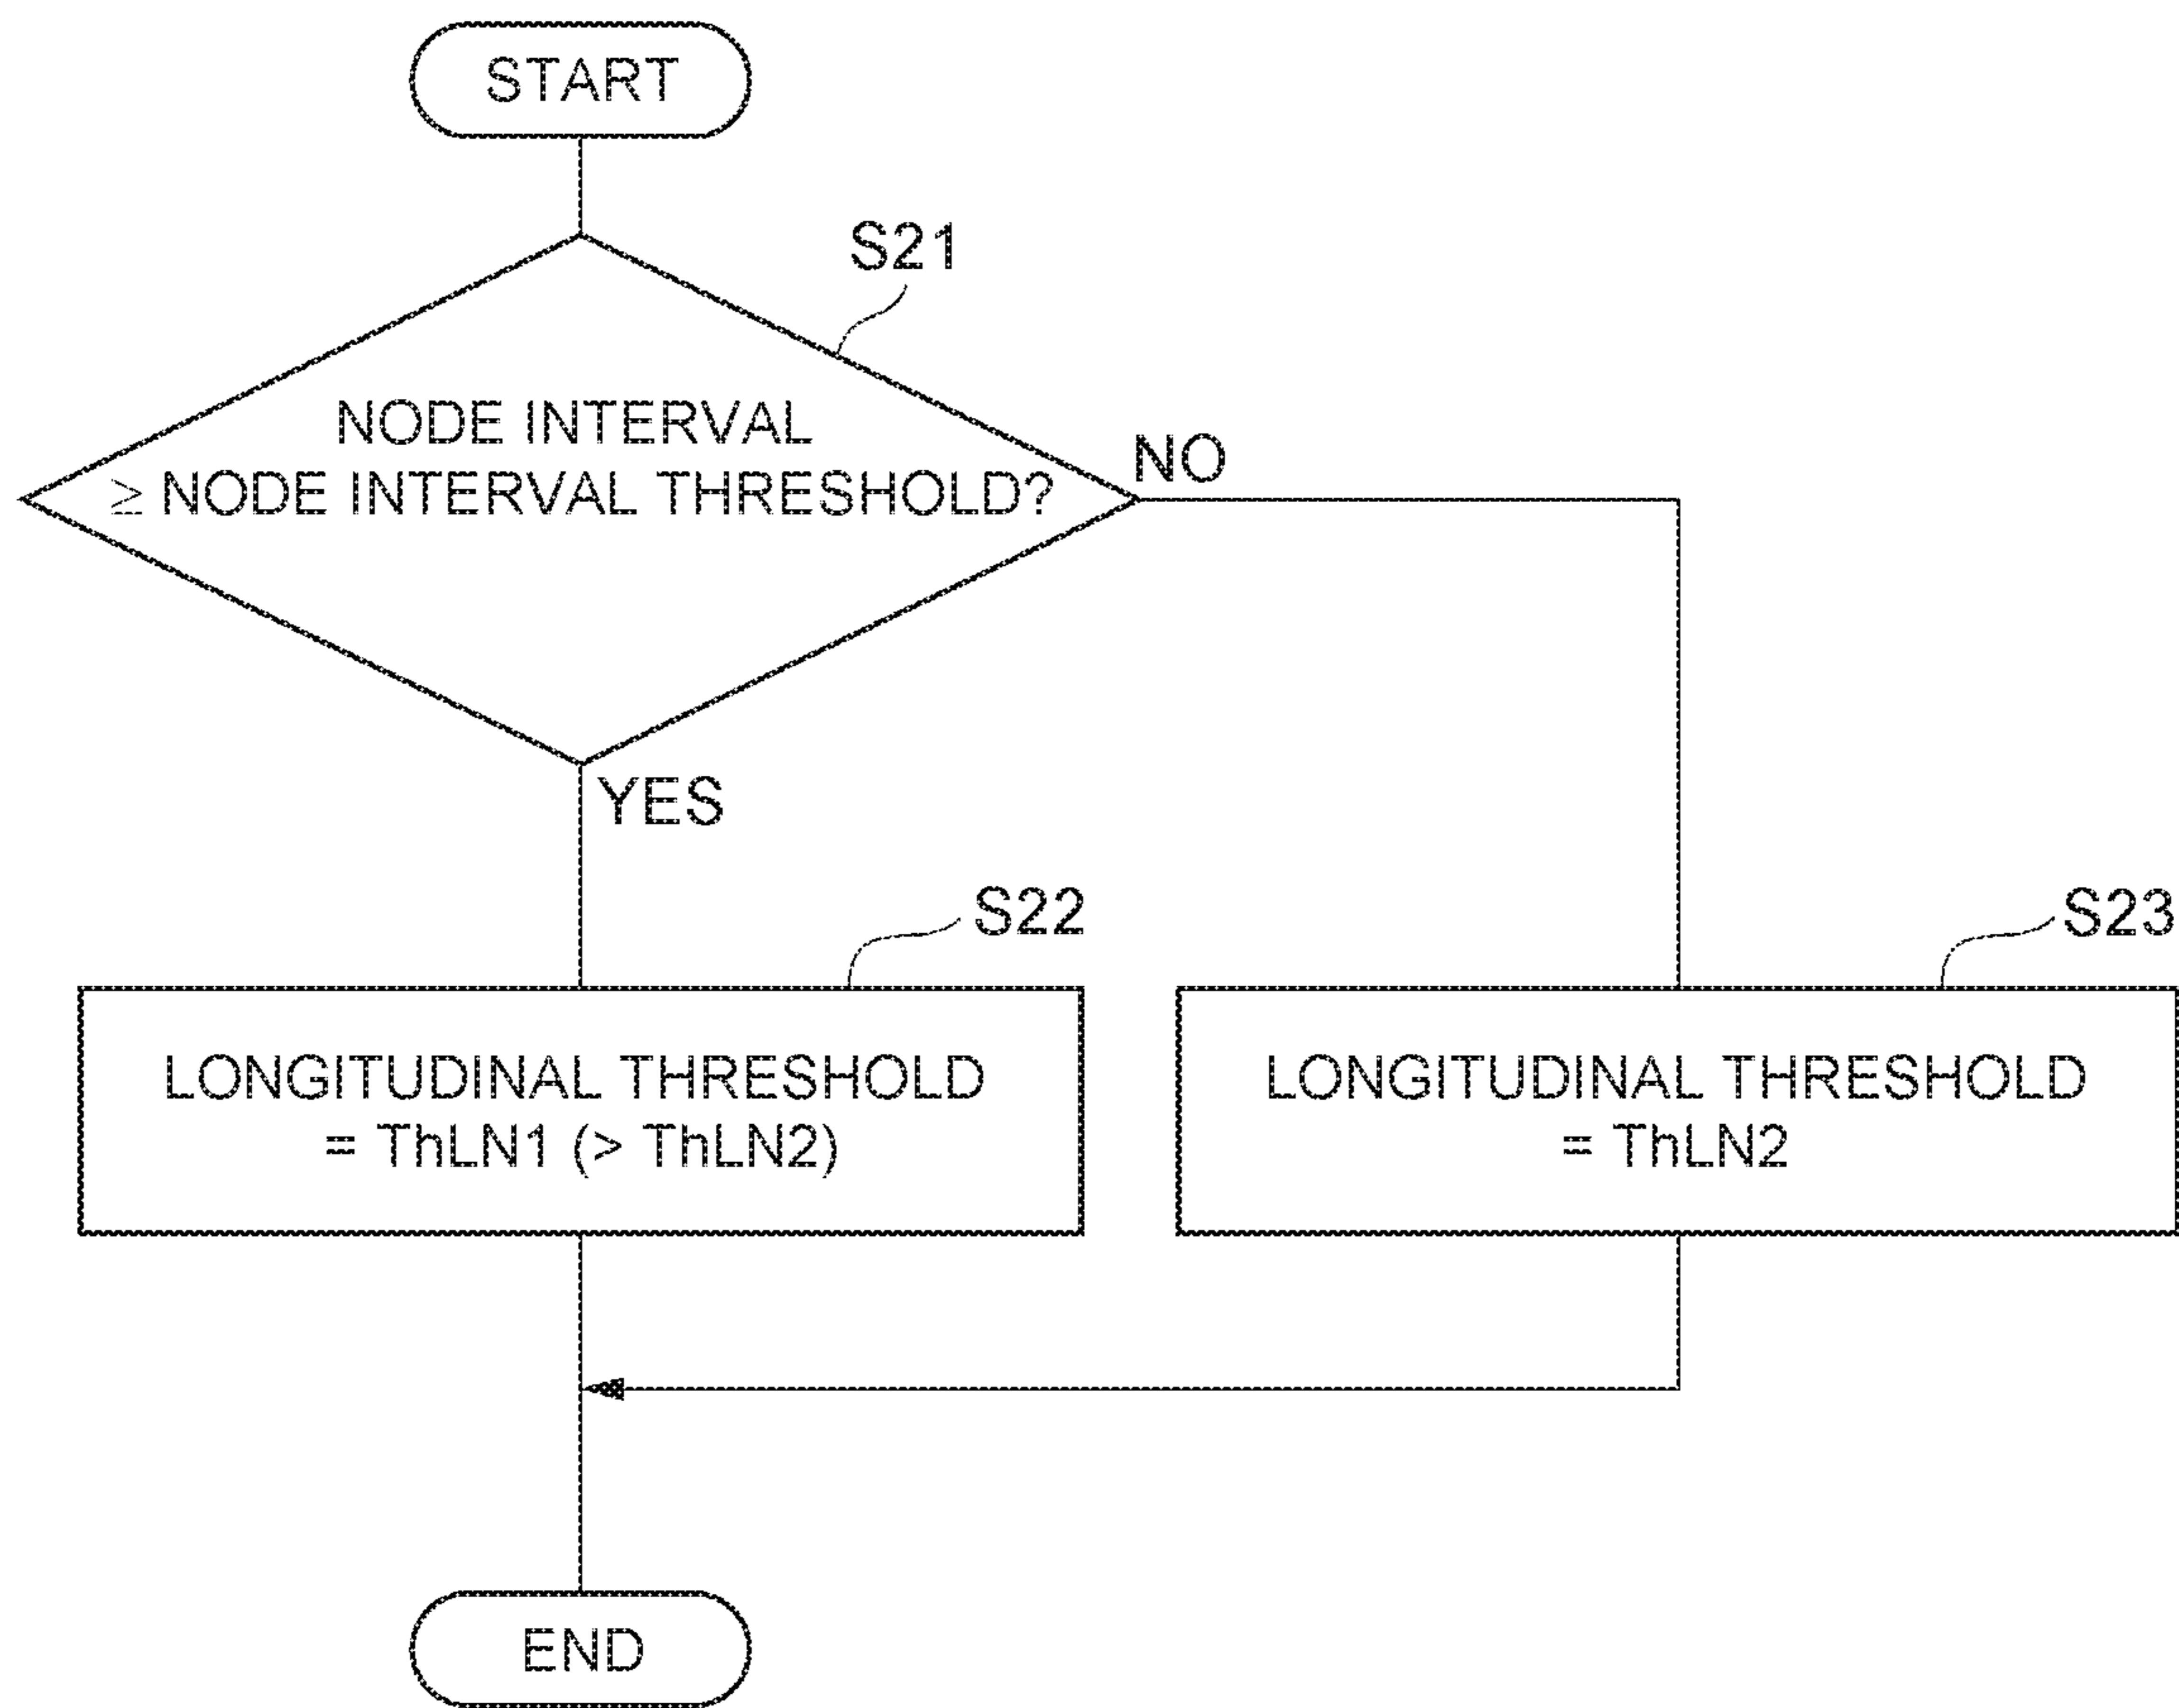 START
S21
NODE INTERVAL
≥ NODE INTERVAL THRESHOLD?
NO
YES
S22
S23
LONGITUDINAL THRESHOLD
= ThLN1 (> ThLN2)
LONGITUDINAL THRESHOLD
= ThLN2
END